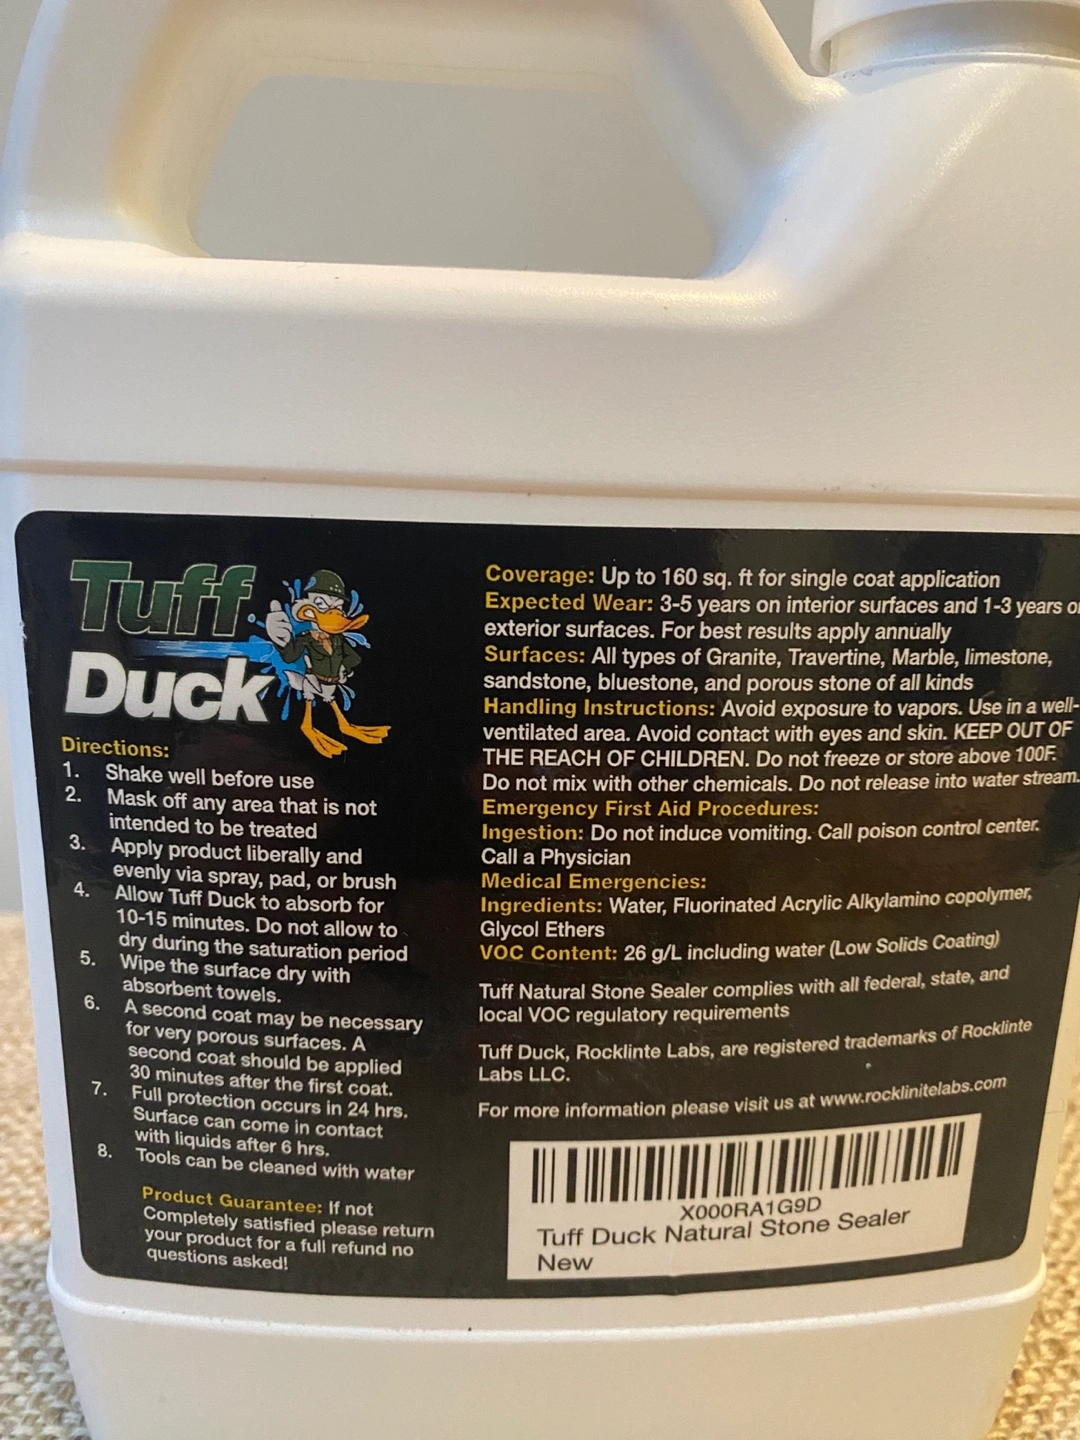 Tuff
Duck
Directions:
1. Shake well before use
2. Mask off any area that is not
intended to be treated
3. Apply product liberally and
evenly via spray, pad, or brush
4. Allow Tuff Duck to absorb for
10-15 minutes. Do not allow to
dry during the saturation period
5. Wipe the surface dry with
absorbent towels.
6. A second coat may be necessary
for very porous surfaces. A
second coat should be applied
30 minutes after the first coat.
7. Full protection occurs in 24 hrs.
Surface can come in contact
with liquids after 6 hrs.
8. Tools can be cleaned with water
Product Guarantee: If not
Completely satisfied please return
your product for a full refund no
questions asked!
Coverage: Up to 160 sq. ft for single coat application
Expected Wear: 3-5 years on interior surfaces and 1-3 years
exterior surfaces. For best results apply annually
Surfaces: All types of Granite, Travertine, Marble, limestone,
sandstone, bluestone, and porous stone of all kinds
Handling Instructions: Avoid exposure to vapors. Use in a well-
ventilated area. Avoid contact with eyes and skin. KEEP OUT OF
THE REACH OF CHILDREN. Do not freeze or store above 100F.
Do not mix with other chemicals. Do not release into water stream.
Emergency First Aid Procedures:
Ingestion: Do not induce vomiting. Call poison control center.
Call a Physician
Medical Emergencies:
Ingredients: Water, Fluorinated Acrylic Alkylamino copolymer,
Glycol Ethers
VOC Content: 26 g/L including water (Low Solids Coating)
Tuff Natural Stone Sealer complies with all federal, state, and
local VOC regulatory requirements
Tuff Duck, Rocklinte Labs, are registered trademarks of Rocklinte
Labs LLC.
For more information please visit us at www.rocklinitelabs.com
X000RA1G9D
Tuff Duck Natural Stone Sealer
New